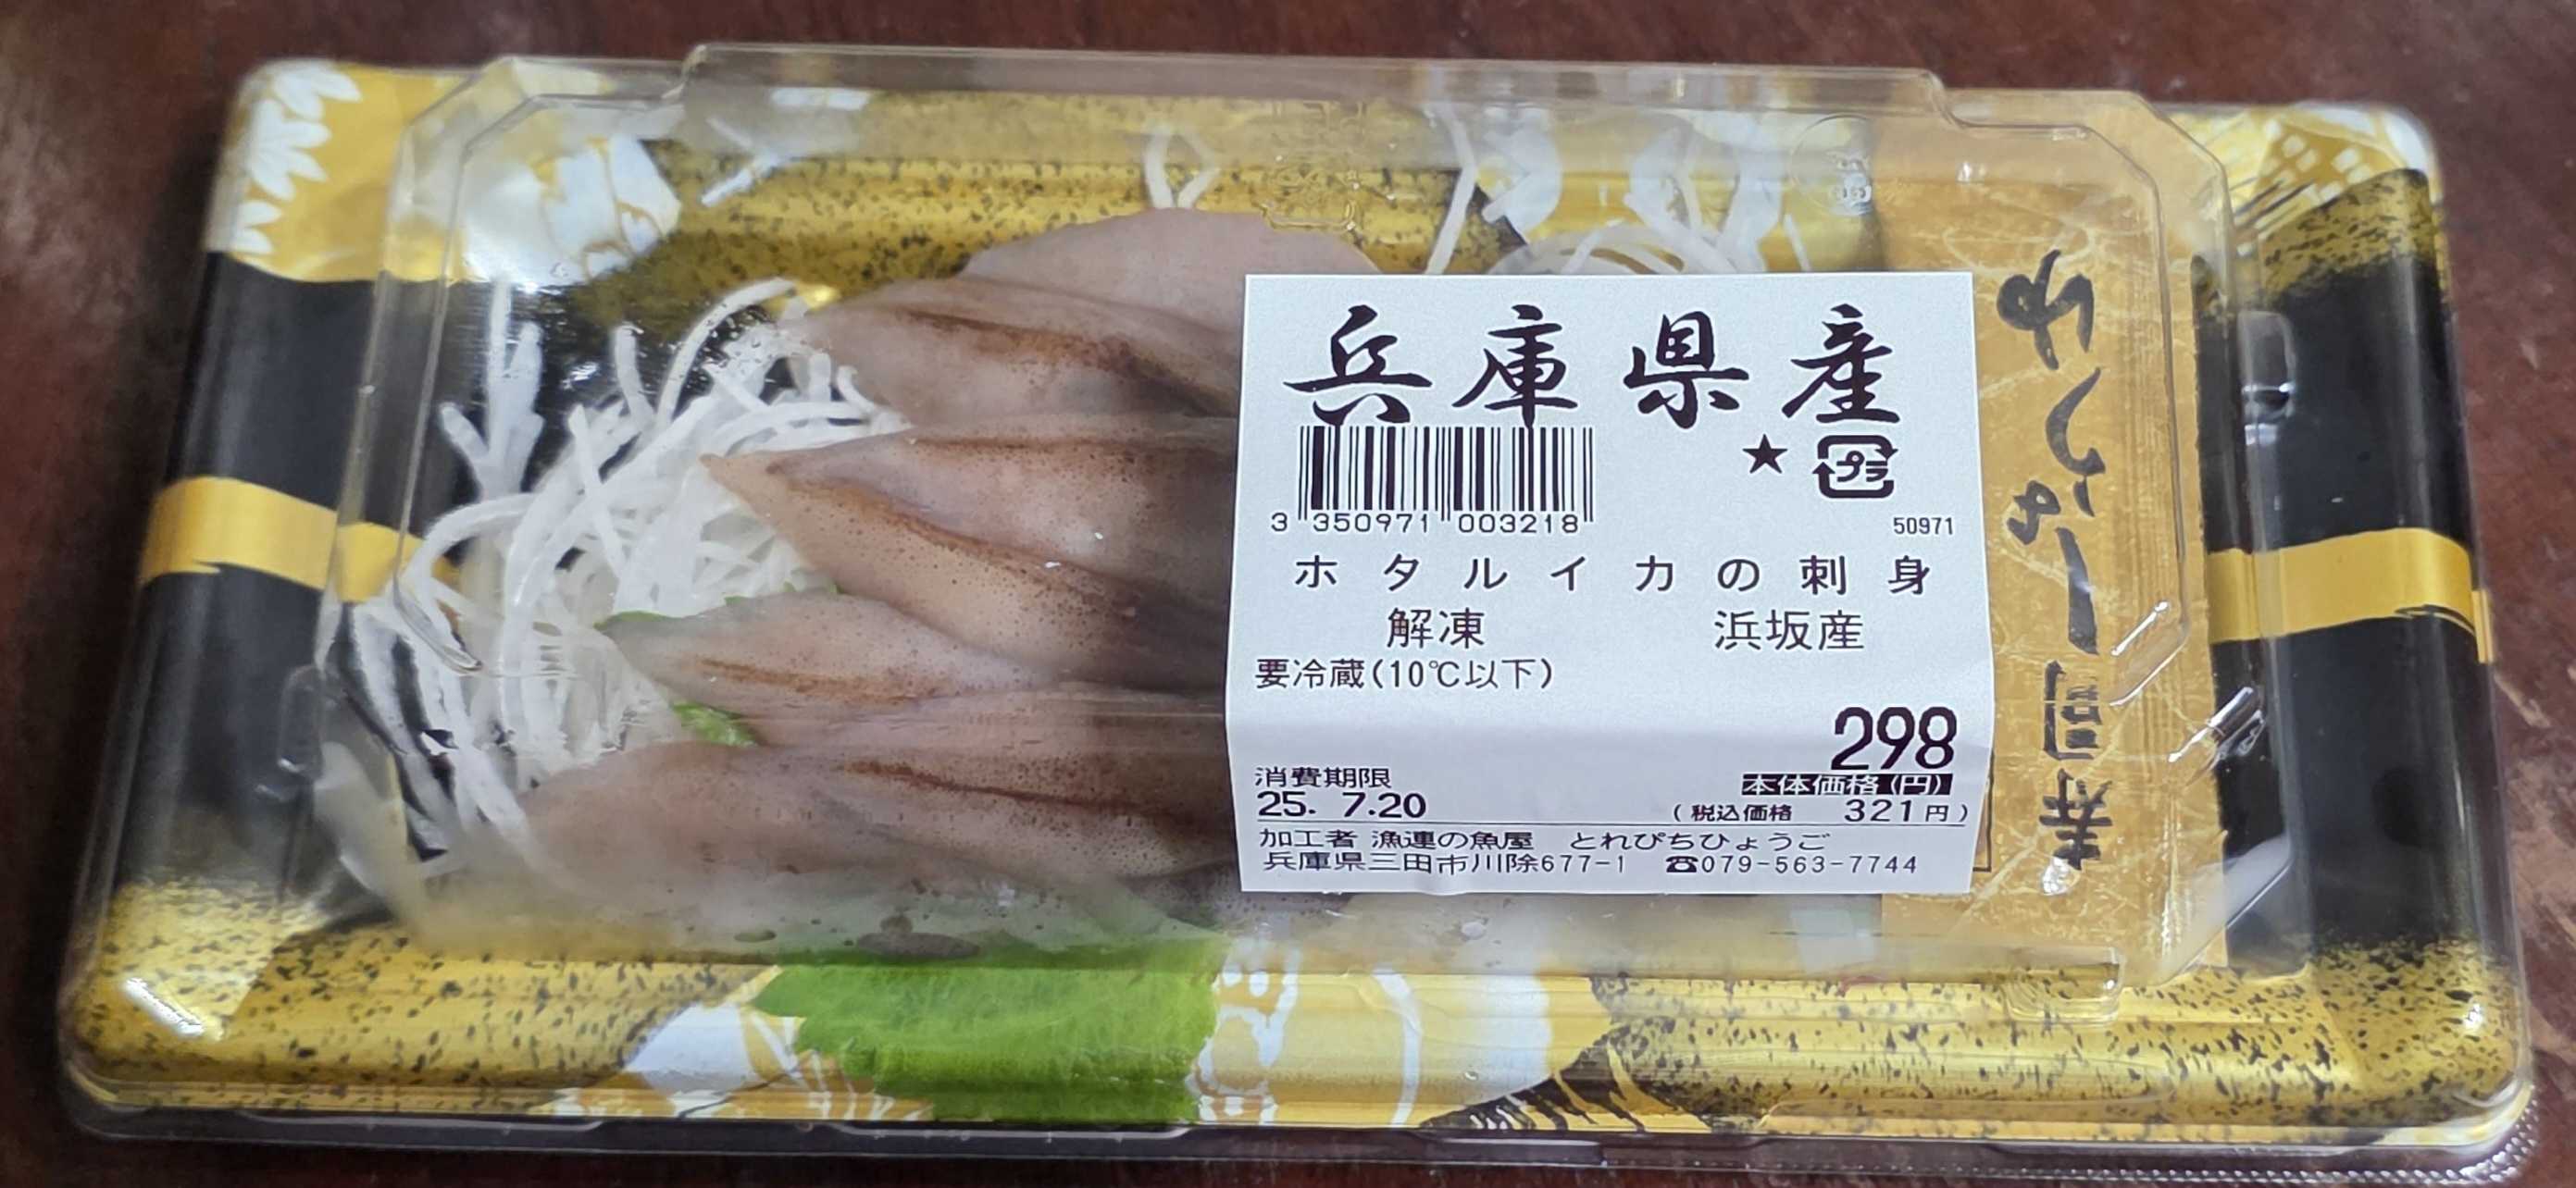 兵庫県産
★ プラ
3 350971 003218
50971
ホタルイカの刺身
解凍 浜坂産
要冷蔵(10℃以下)
298
本体価格(円)
消費期限
25. 7.20
(税込価格 321円)
加工者 漁連の魚屋 とれぴちひょうご
兵庫県三田市川除677-1 ☎079-563-7744
寿司